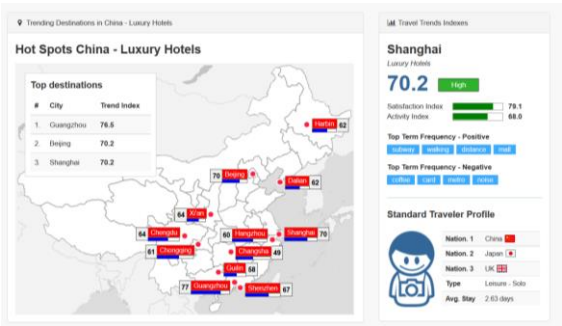 Trending Destinations in China - Luxury Hotels
Hot Spots China - Luxury Hotels
Top destinations
# City Trend Index
1. Guangzhou 76.5
2. Beijing 70.2
3. Shanghai 70.2
Harbin 62
70 Beijing
Dalian 62
64 Xi'an
64 Chengdu
60 Hangzhou
Shanghai 70
61 Chongqing
Changsha 49
Guilin 58
77 Guangzhou
Shenzhen 67
Travel Trends Indexes
Shanghai
Luxury Hotels
70.2 High
Satisfaction Index 79.1
Activity Index 68.0
Top Term Frequency - Positive
subway walking distance mall
Top Term Frequency - Negative
coffee card metro noise
Standard Traveler Profile
Nation. 1 China
Nation. 2 Japan
Nation. 3 UK
Type Leisure - Solo
Avg. Stay 2.63 days